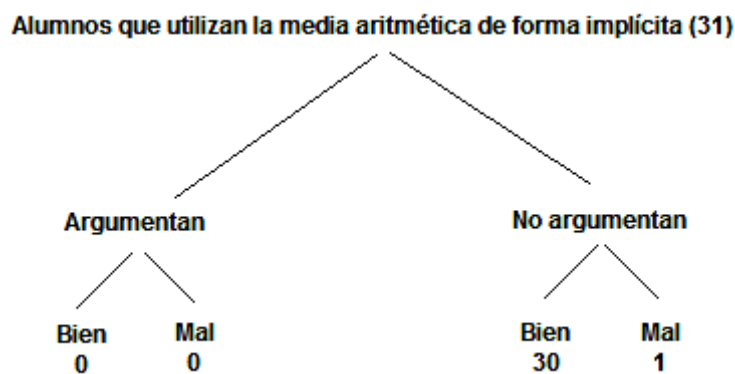 Alumnos que utilizan la media aritmética de forma implícita (31)
Argumentan
No argumentan
Bien
Mal
Bien
Mal
0
0
30
1